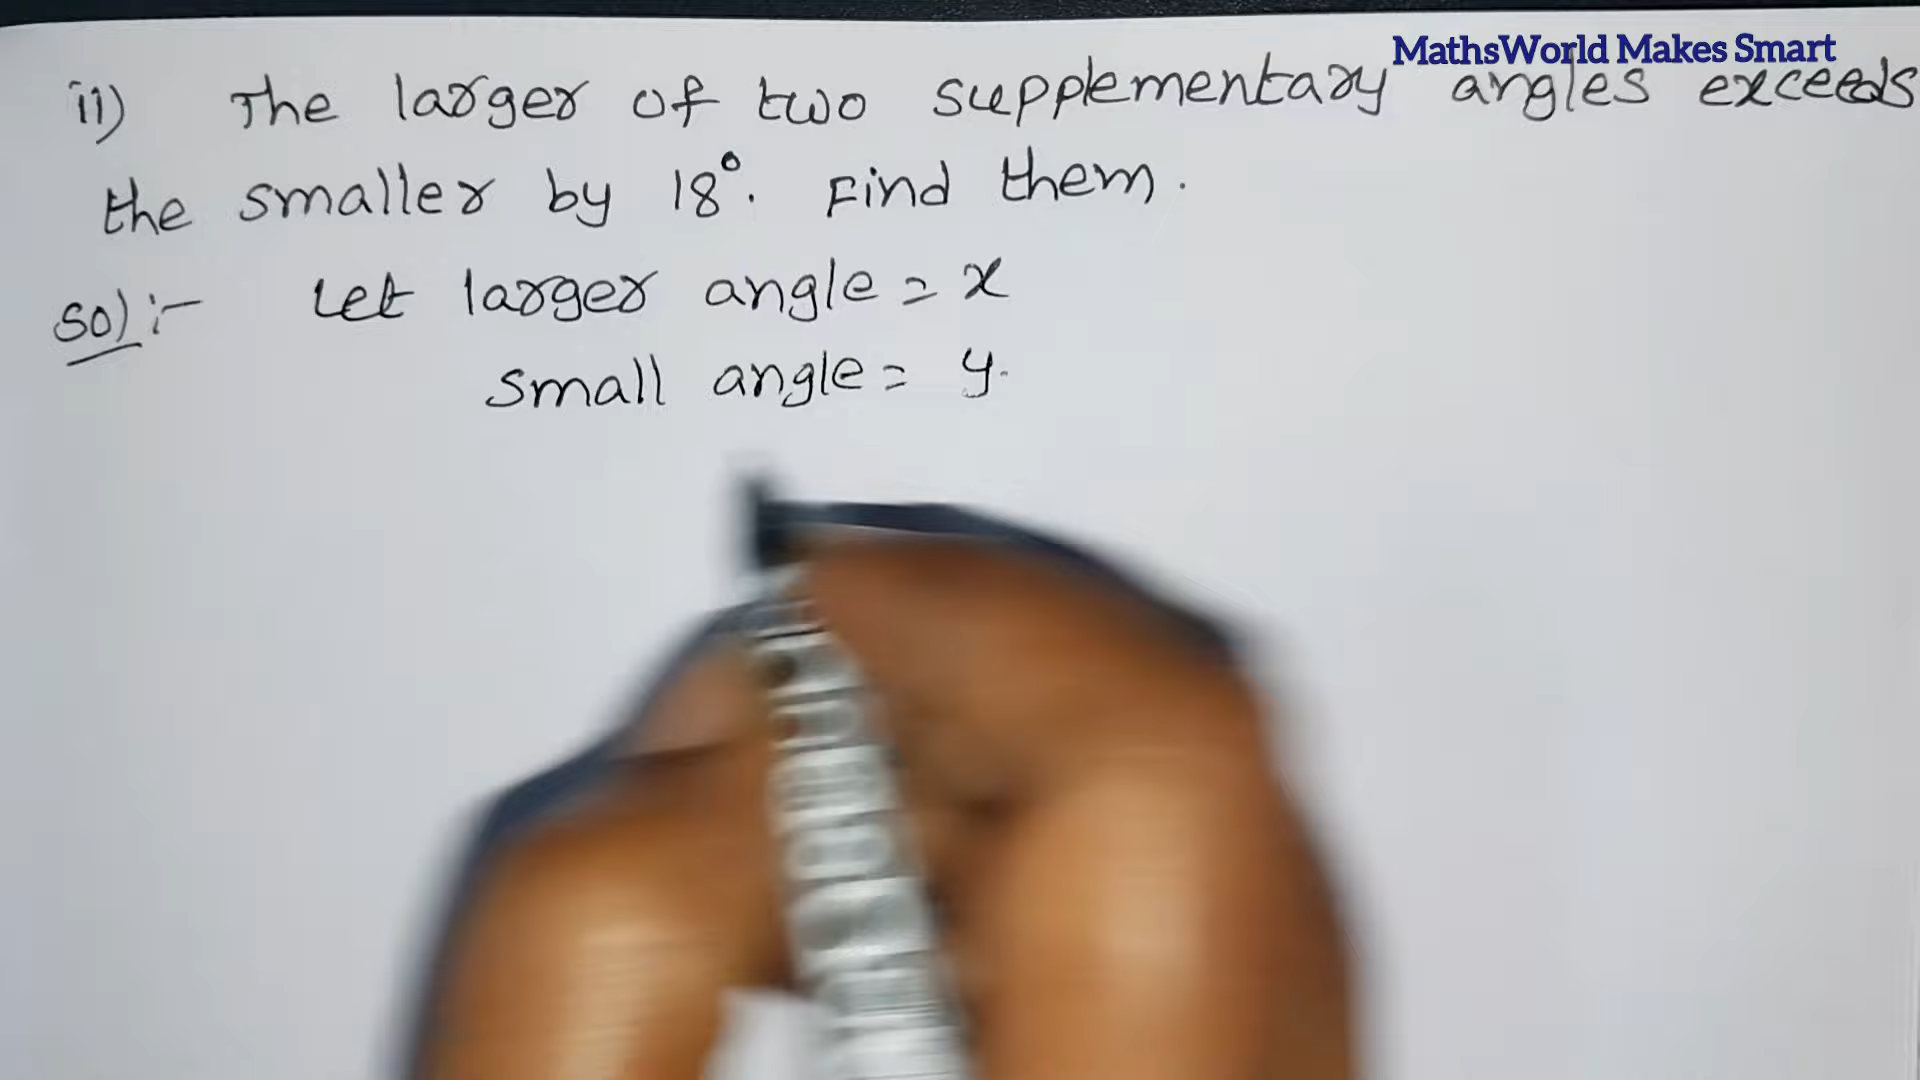 MathsWorld Makes Smart
ii) The larger of two supplementary angles exceeds
the smaller by 18°. Find them.
Sol:- Let larger angle = x
small angle = y.